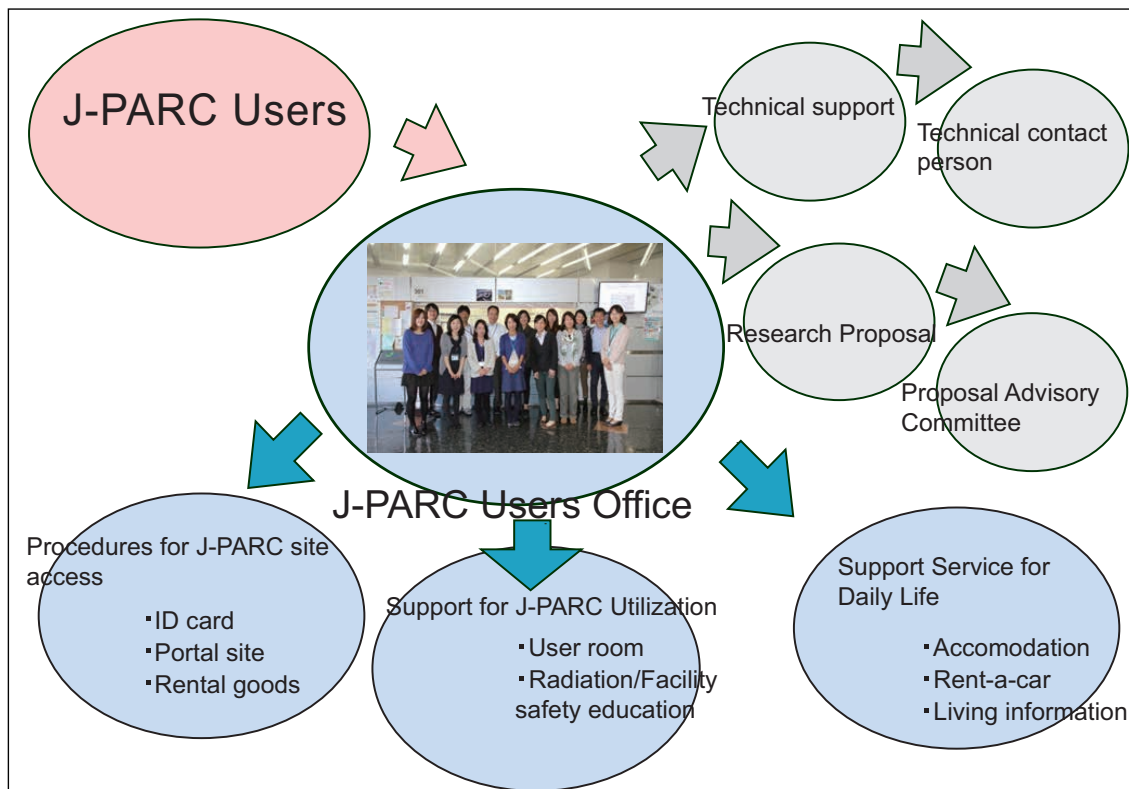 J-PARC Users
Technical support
Technical contact
person
Research Proposal
Proposal Advisory
Committee
J-PARC Users Office
Procedures for J-PARC site
access
・ID card
・Portal site
・Rental goods
Support for J-PARC Utilization
・User room
・Radiation/Facility
safety education
Support Service for
Daily Life
・Accomodation
・Rent-a-car
・Living information